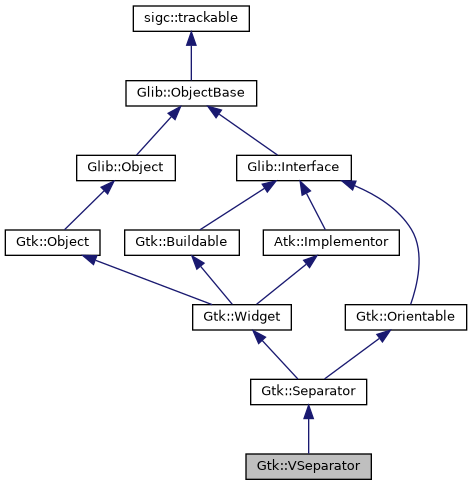 sigc::trackable
Glib::ObjectBase
Glib::Object
Glib::Interface
Gtk::Object
Gtk::Buildable
Atk::Implementor
Gtk::Widget
Gtk::Orientable
Gtk::Separator
Gtk::VSeparator